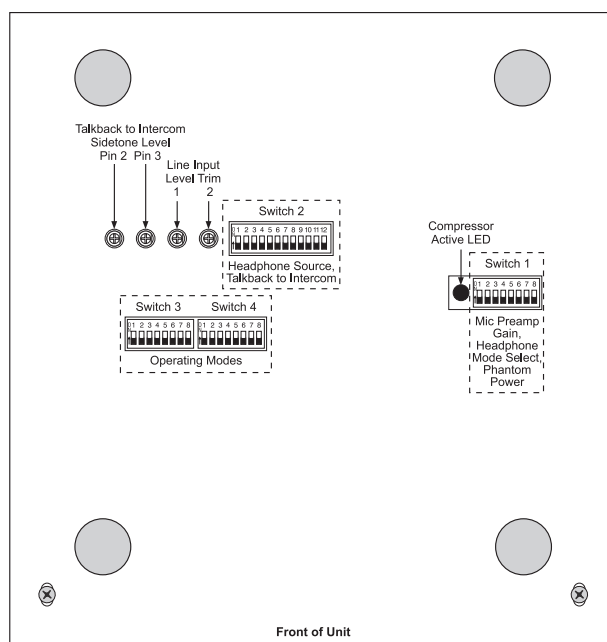 Talkback to Intercom
Sidetone Level
Pin 2 Pin 3
Line Input
Level Trim
1 2
Switch 2
1 2 3 4 5 6 7 8 9 10 11 12
Headphone Source,
Talkback to Intercom
Compressor
Active LED
Switch 1
1 2 3 4 5 6 7 8
Mic Preamp
Gain,
Headphone
Mode Select,
Phantom
Power
Switch 3 Switch 4
1 2 3 4 5 6 7 8 1 2 3 4 5 6 7 8
Operating Modes
Front of Unit